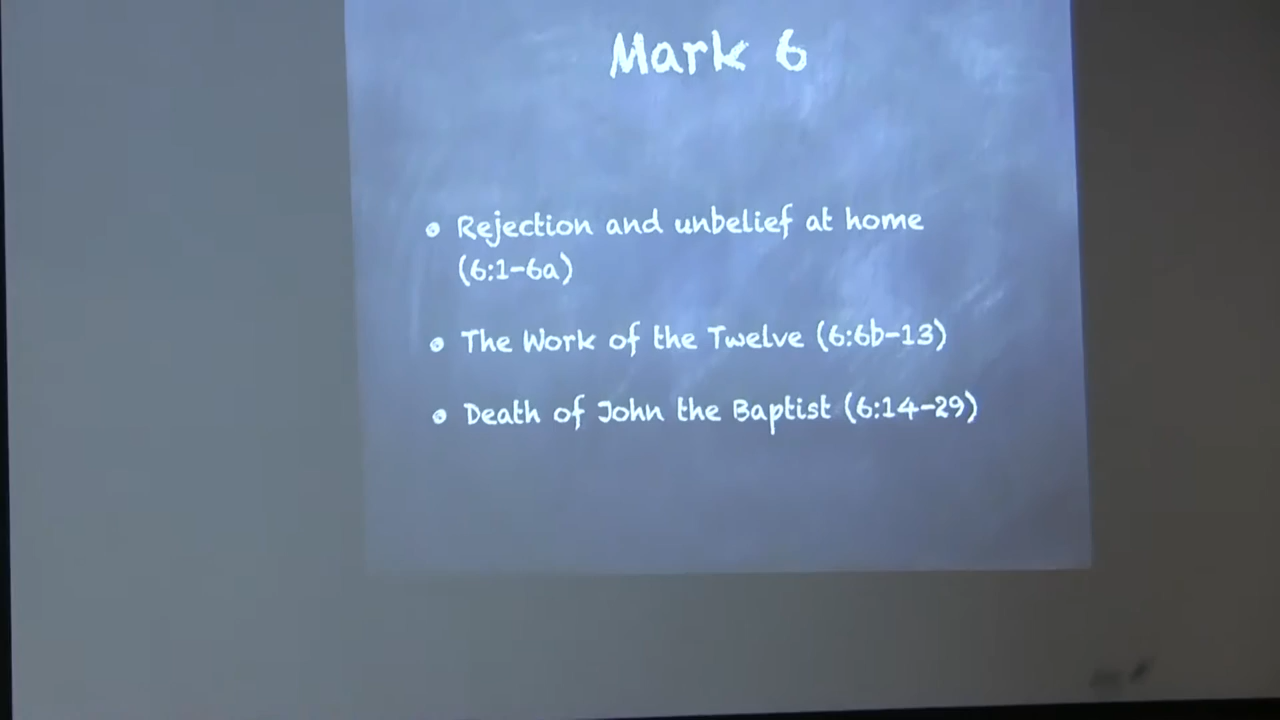 Mark 6
• Rejection and unbelief at home
(6:1-6a)
• The Work of the Twelve (6:6b-13)
• Death of John the Baptist (6:14-29)